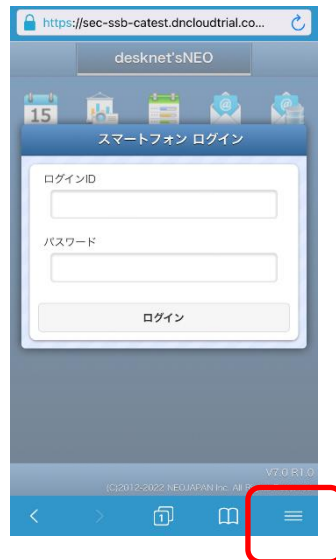 https://sec-ssb-catest.dncloudtrial.co...
desknet'sNEO
15
スマートフォン ログイン
ログインID
パスワード
ログイン
V7.0 R1.0
(C)2012-2022 NEOJAPAN Inc. All
1